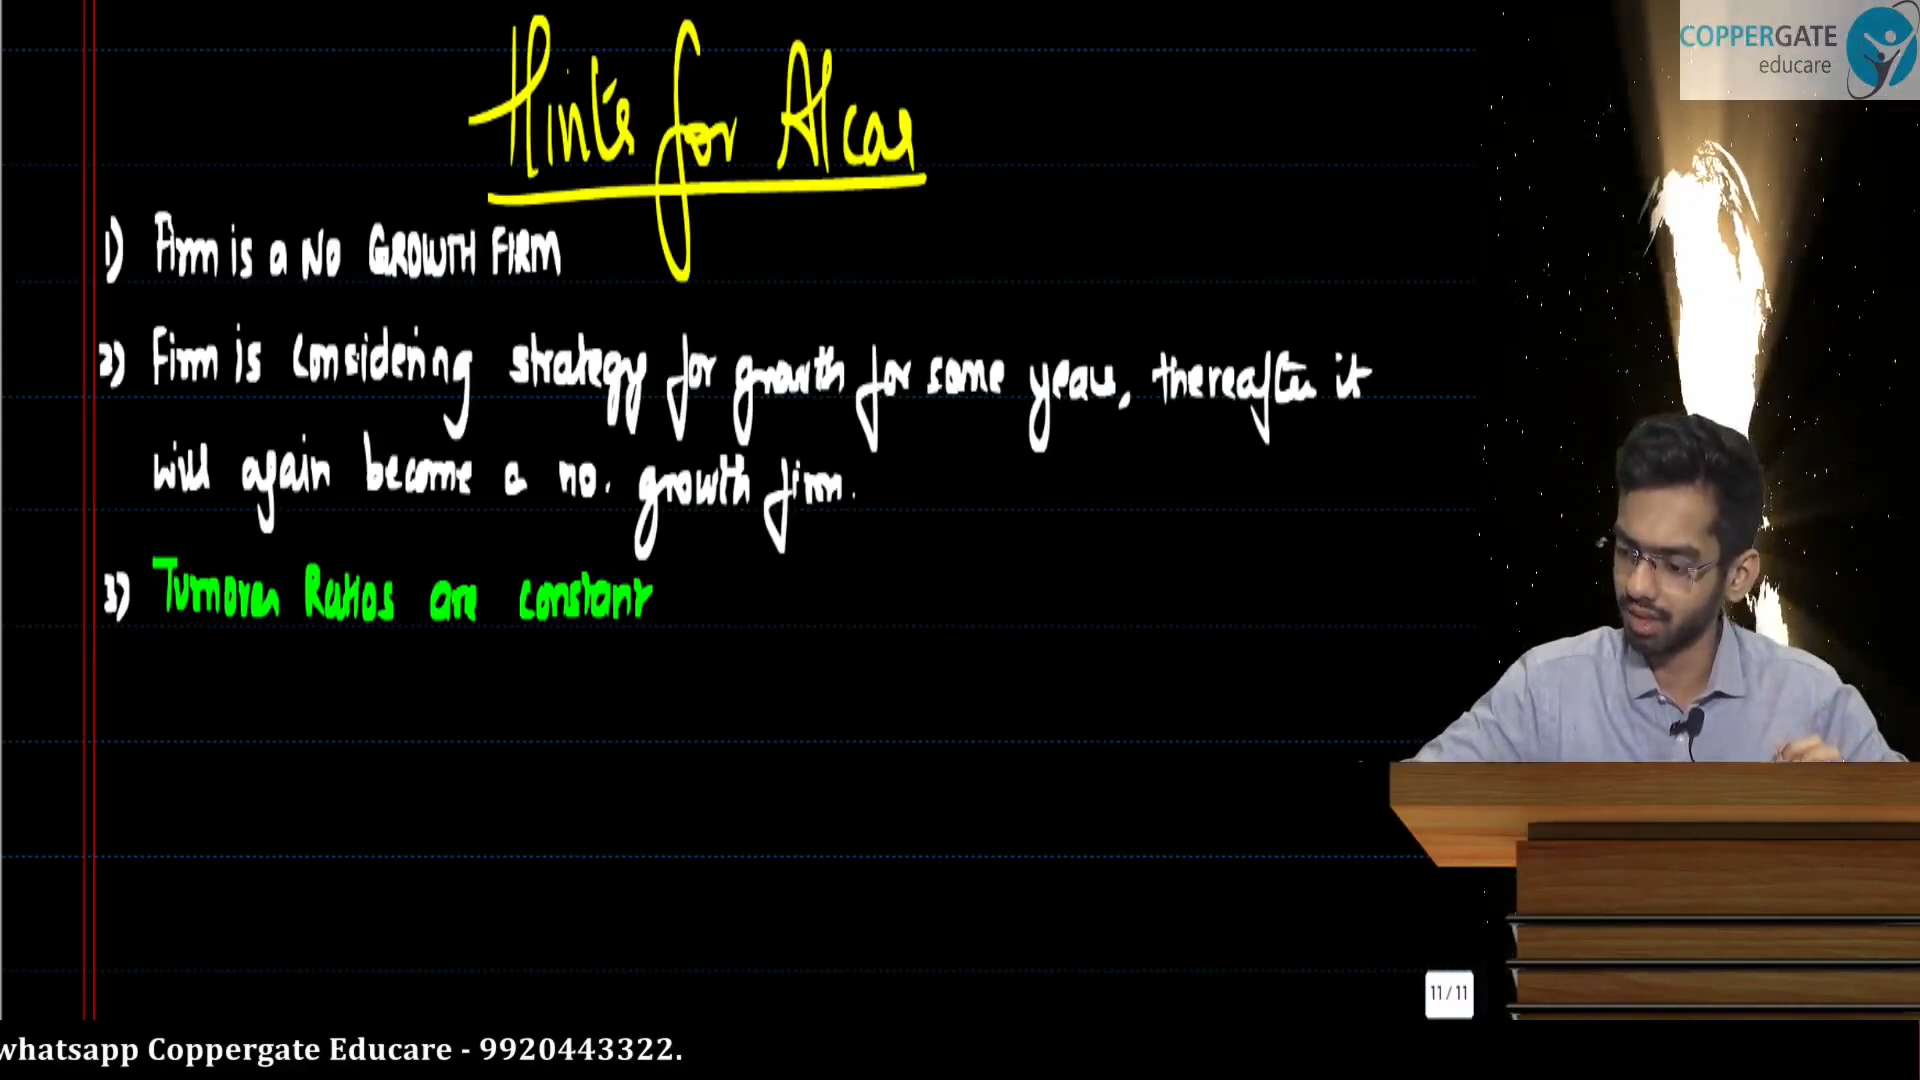 COPPERGATE
educare
Hints for Alcar
1) Firm is a NO GROWTH FIRM
2) Firm is considering strategy for growth for some years, thereafter it
will again become a no. growth firm.
3) Turnover Ratios are constant
11/11
whatsapp Coppergate Educare - 9920443322.